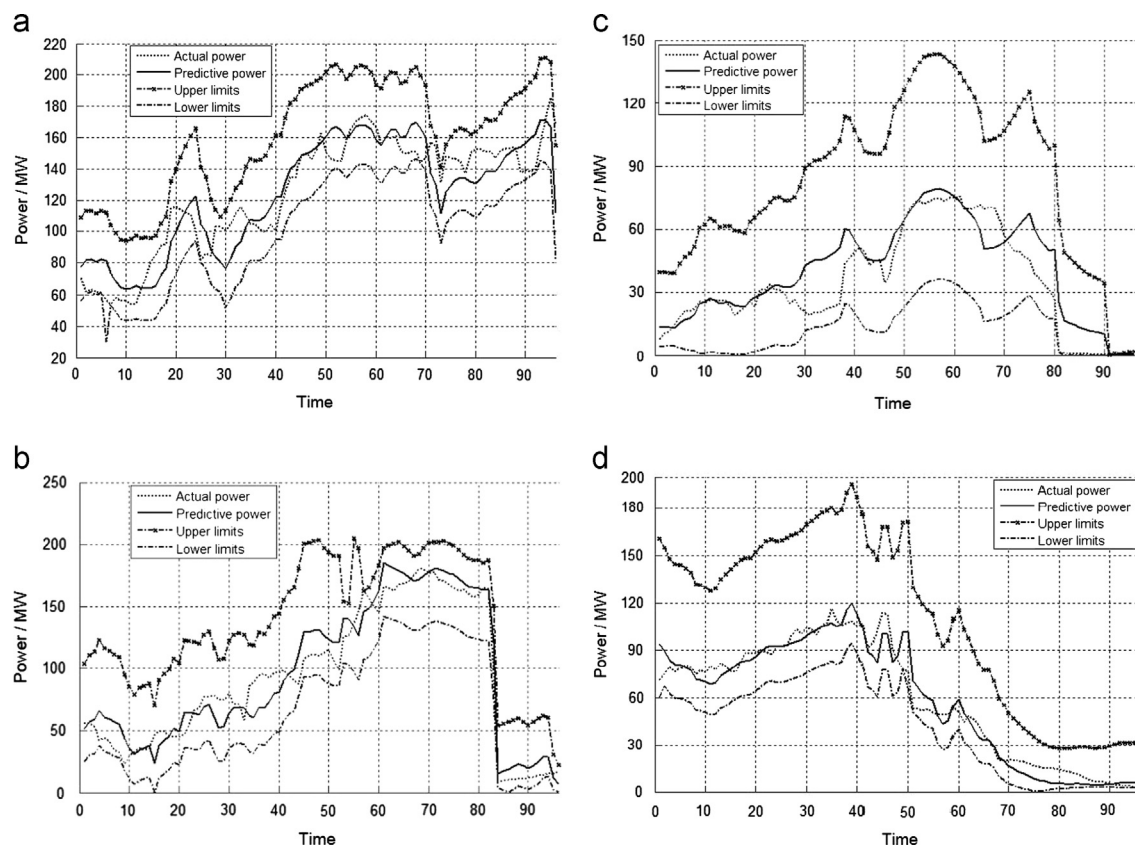 a
220
200
180
160
140
120
100
80
60
40
20
Power / MW
Actual power
Predictive power
Upper limits
Lower limits
0 10 20 30 40 50 60 70 80 90
Time
c
150
120
90
60
30
0
Power / MW
Actual power
Predictive power
Upper limits
Lower limits
0 10 20 30 40 50 60 70 80 90
Time
b
250
200
150
100
50
0
Power / MW
Actual power
Predictive power
Upper limits
Lower limits
0 10 20 30 40 50 60 70 80 90
Time
d
200
180
150
120
90
60
30
0
Power / MW
Actual power
Predictive power
Upper limits
Lower limits
0 10 20 30 40 50 60 70 80 90
Time